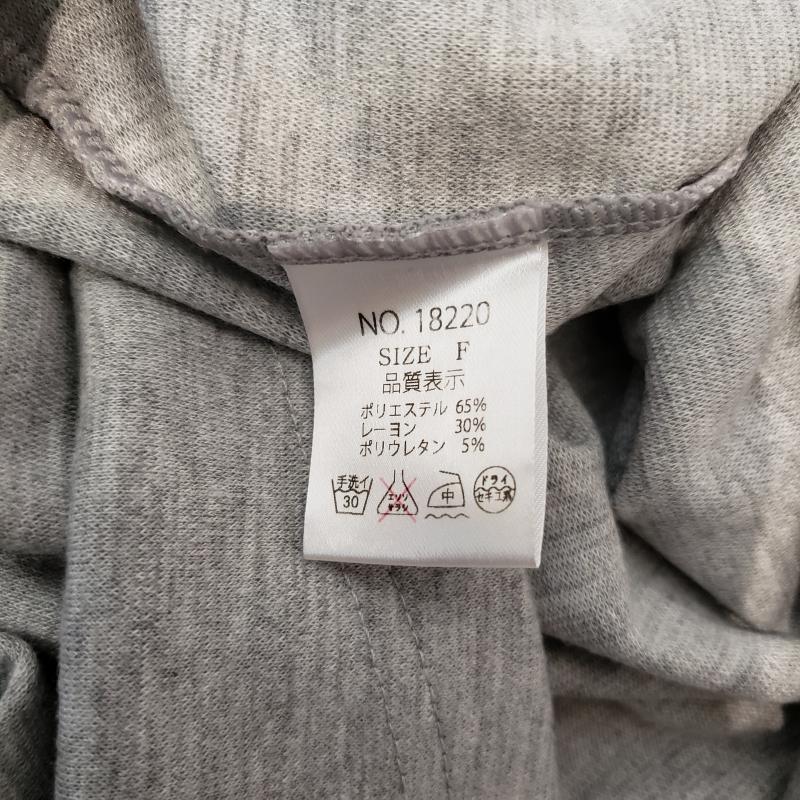 NO. 18220
SIZE F
品質表示
ポリエステル 65%
レーヨン 30%
ポリウレタン 5%
手洗イ
30
エンソ
サラシ
中
ドライ
セキユ系